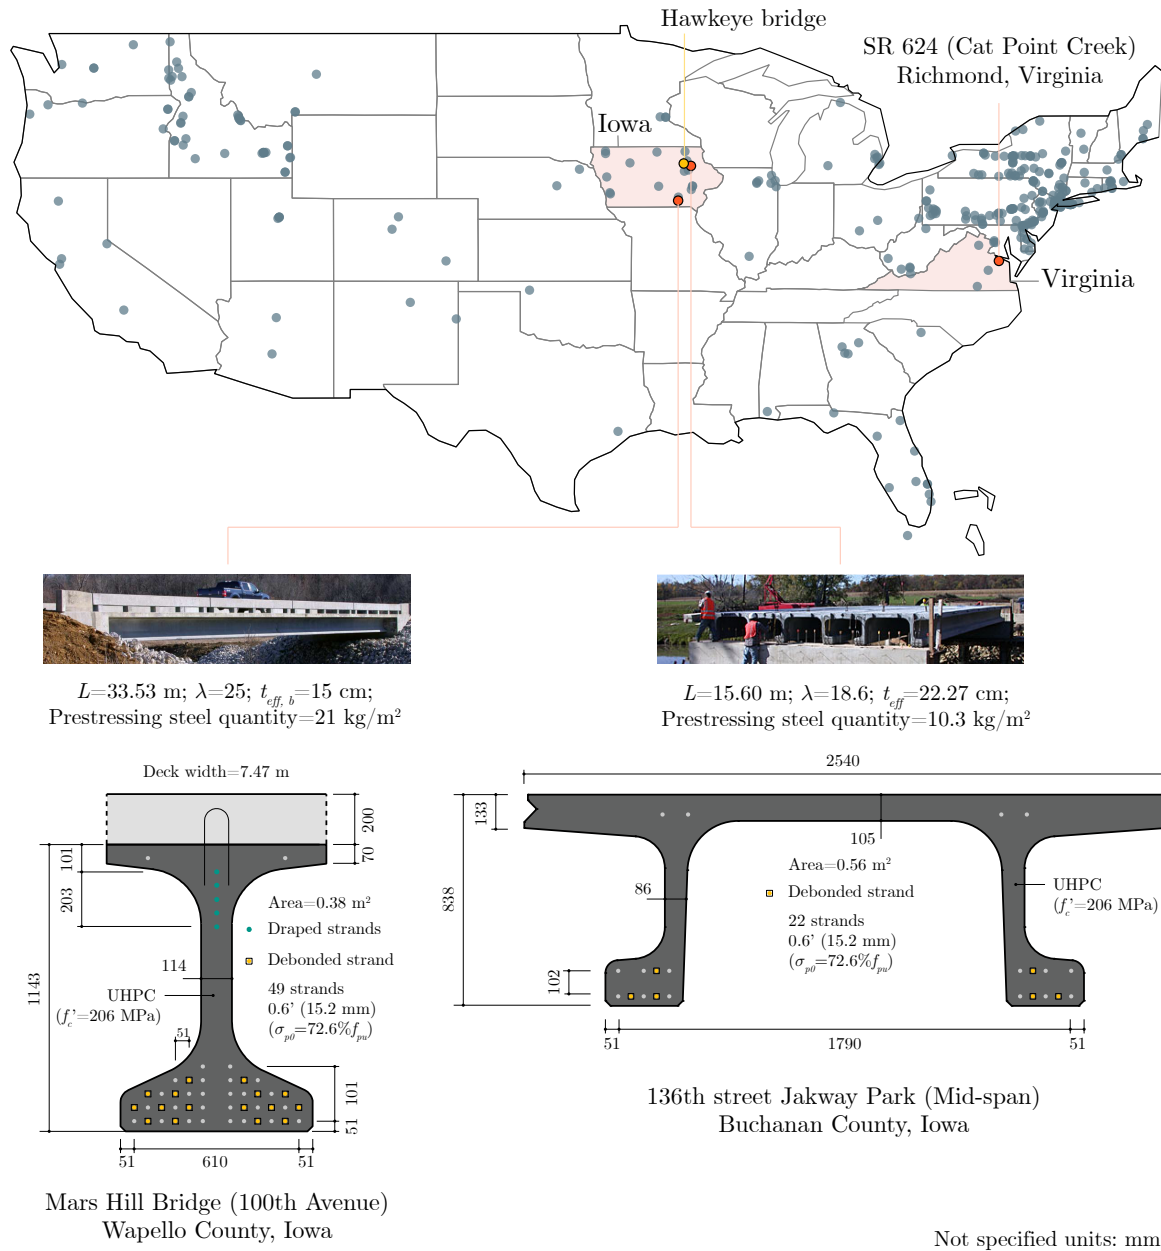 Hawkeye bridge
SR 624 (Cat Point Creek)
Richmond, Virginia
Iowa
Virginia
L=33.53 m; λ=25; t_eff, b=15 cm;
Prestressing steel quantity=21 kg/m²
L=15.60 m; λ=18.6; t_eff=22.27 cm;
Prestressing steel quantity=10.3 kg/m²
Deck width=7.47 m
200
70
101
203
1143
114
Area=0.38 m²
Draped strands
Debonded strand
49 strands
0.6' (15.2 mm)
(σ_p0=72.6%f_pu)
UHPC
(f_c'=206 MPa)
51
101
51
51
610
51
Mars Hill Bridge (100th Avenue)
Wapello County, Iowa
2540
133
838
105
86
102
Area=0.56 m²
Debonded strand
22 strands
0.6' (15.2 mm)
(σ_p0=72.6%f_pu)
UHPC
(f_c'=206 MPa)
51
1790
51
136th street Jakway Park (Mid-span)
Buchanan County, Iowa
Not specified units: mm